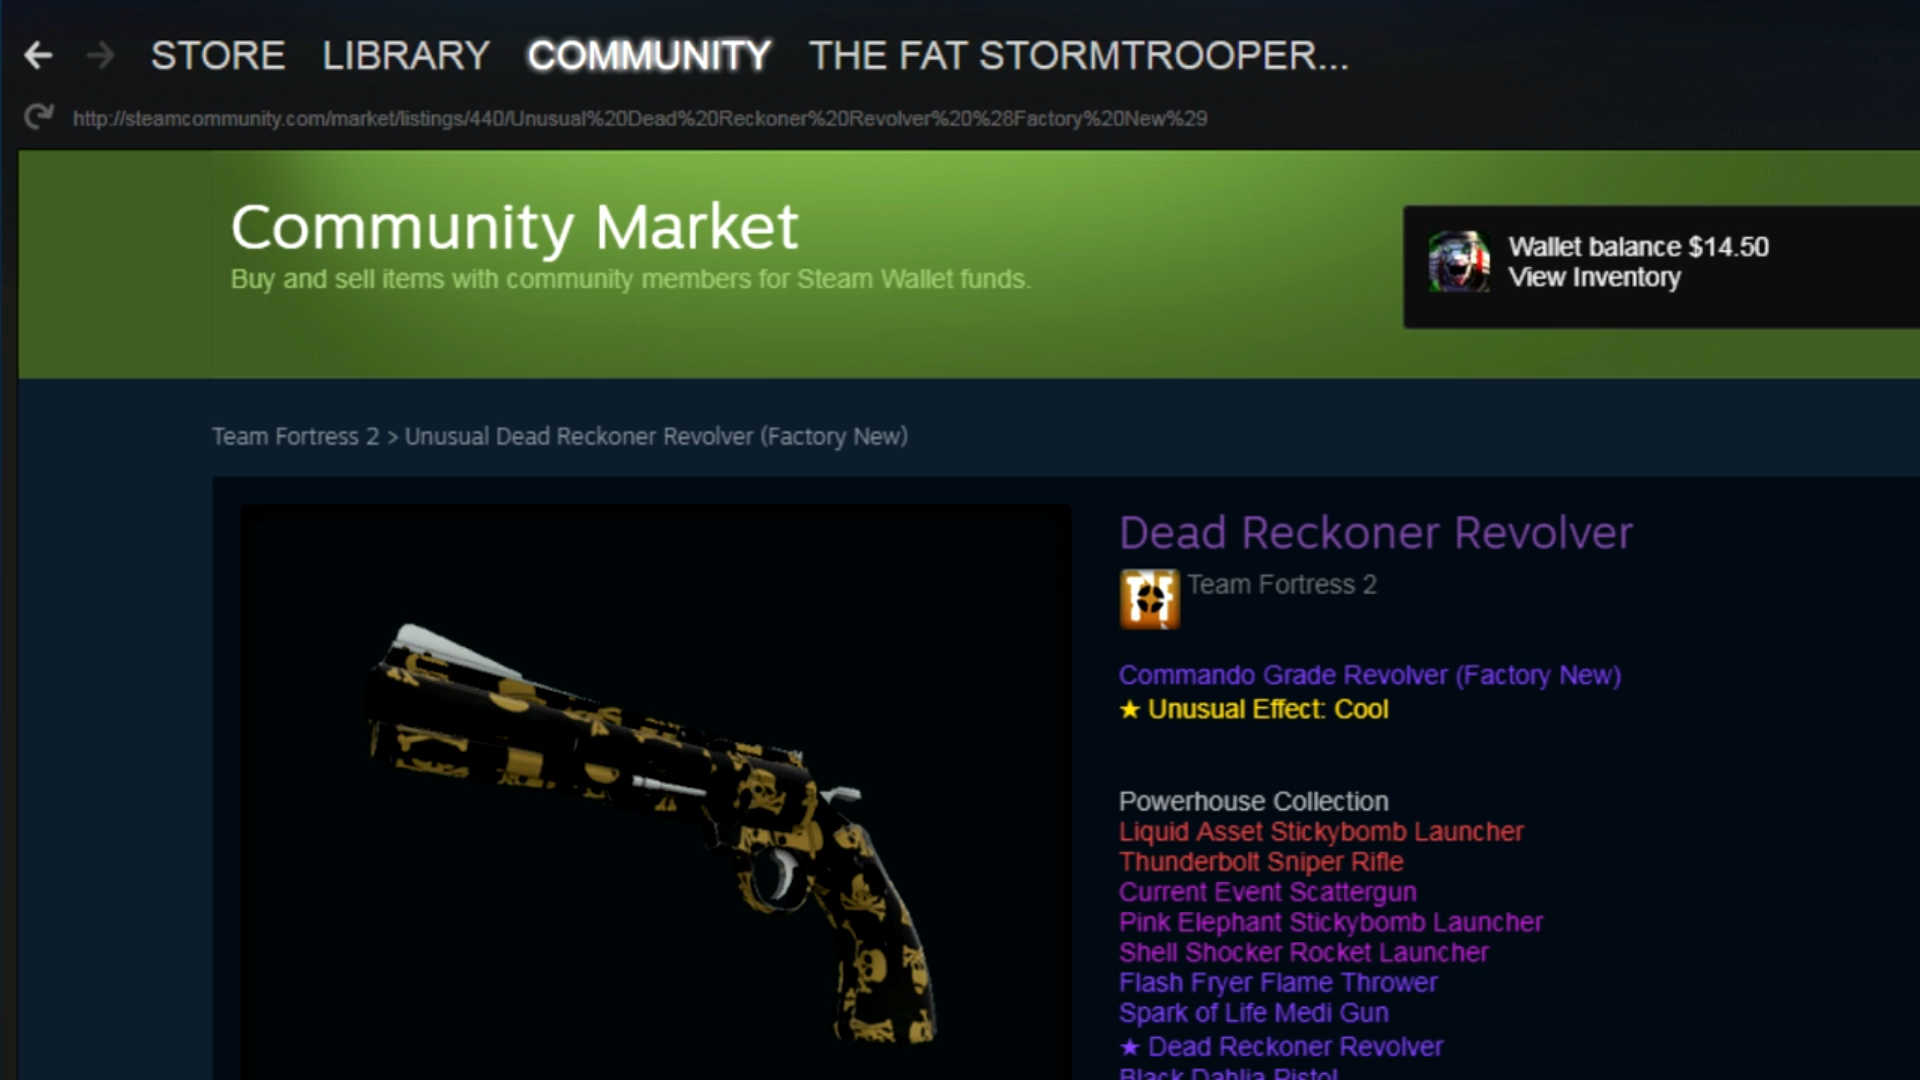 STORE LIBRARY COMMUNITY THE FAT STORMTROOPER...
http://steamcommunity.com/market/listings/440/Unusual%20Dead%20Reckoner%20Revolver%20%28Factory%20New%29
Community Market
Buy and sell items with community members for Steam Wallet funds.
Wallet balance $14.50
View Inventory
Team Fortress 2 > Unusual Dead Reckoner Revolver (Factory New)
Dead Reckoner Revolver
Team Fortress 2
Commando Grade Revolver (Factory New)
★ Unusual Effect: Cool
Powerhouse Collection
Liquid Asset Stickybomb Launcher
Thunderbolt Sniper Rifle
Current Event Scattergun
Pink Elephant Stickybomb Launcher
Shell Shocker Rocket Launcher
Flash Fryer Flame Thrower
Spark of Life Medi Gun
★ Dead Reckoner Revolver
Black Dahlia Pistol